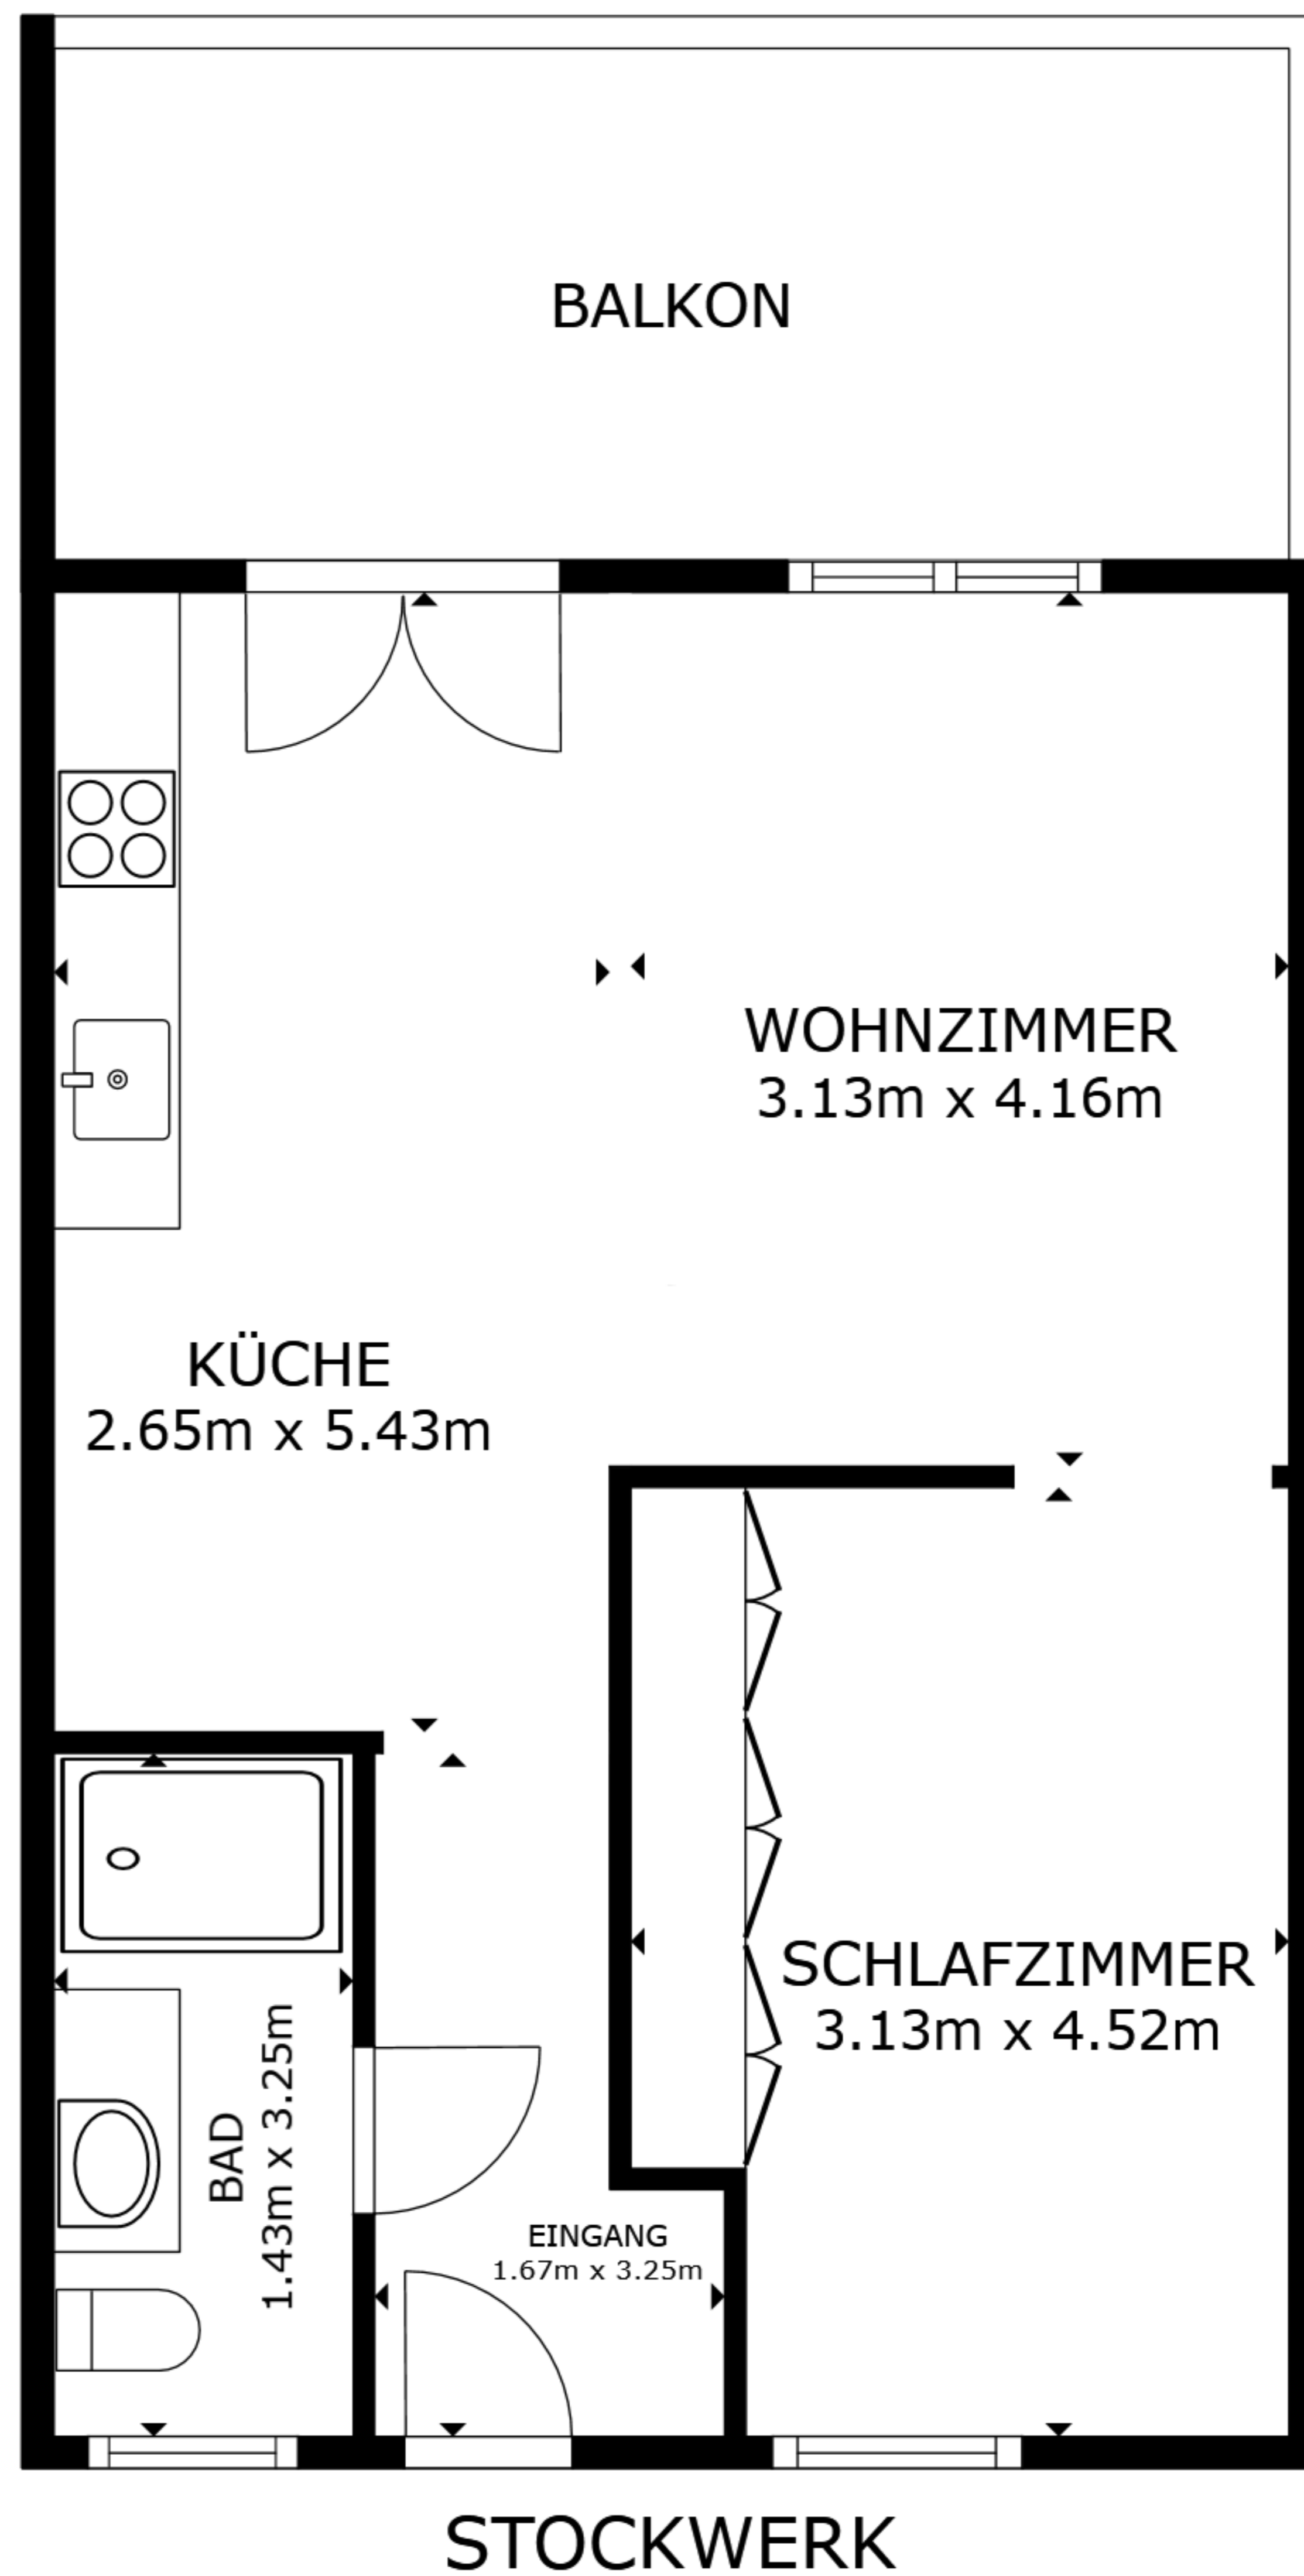 BALKON
WOHNZIMMER
3.13m x 4.16m
KÜCHE
2.65m x 5.43m
SCHLAFZIMMER
3.13m x 4.52m
BAD
1.43m x 3.25m
EINGANG
1.67m x 3.25m
STOCKWERK